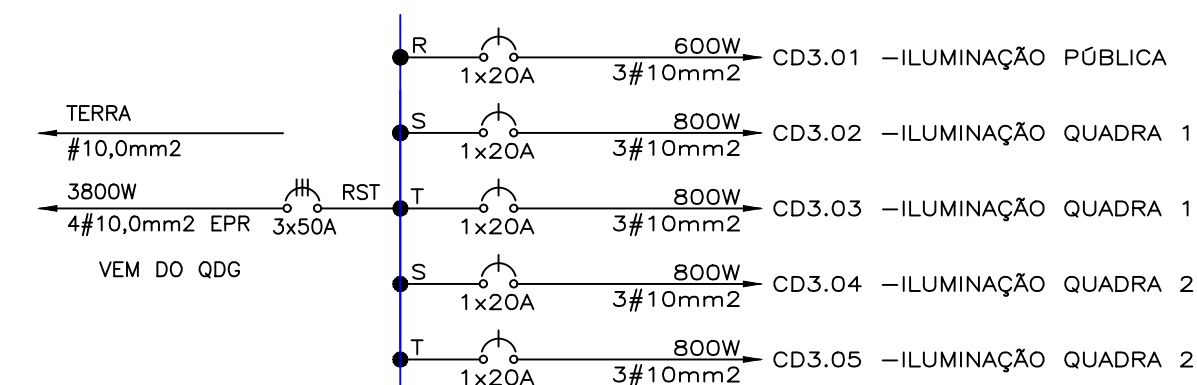 R 600W CD3.01 -ILUMINAÇÃO PÚBLICA
1x20A 3#10mm2
TERRA
#10,0mm2
S 800W CD3.02 -ILUMINAÇÃO QUADRA 1
1x20A 3#10mm2
3800W RST T 800W CD3.03 -ILUMINAÇÃO QUADRA 1
4#10,0mm2 EPR 3x50A 1x20A 3#10mm2
VEM DO QDG
S 800W CD3.04 -ILUMINAÇÃO QUADRA 2
1x20A 3#10mm2
T 800W CD3.05 -ILUMINAÇÃO QUADRA 2
1x20A 3#10mm2